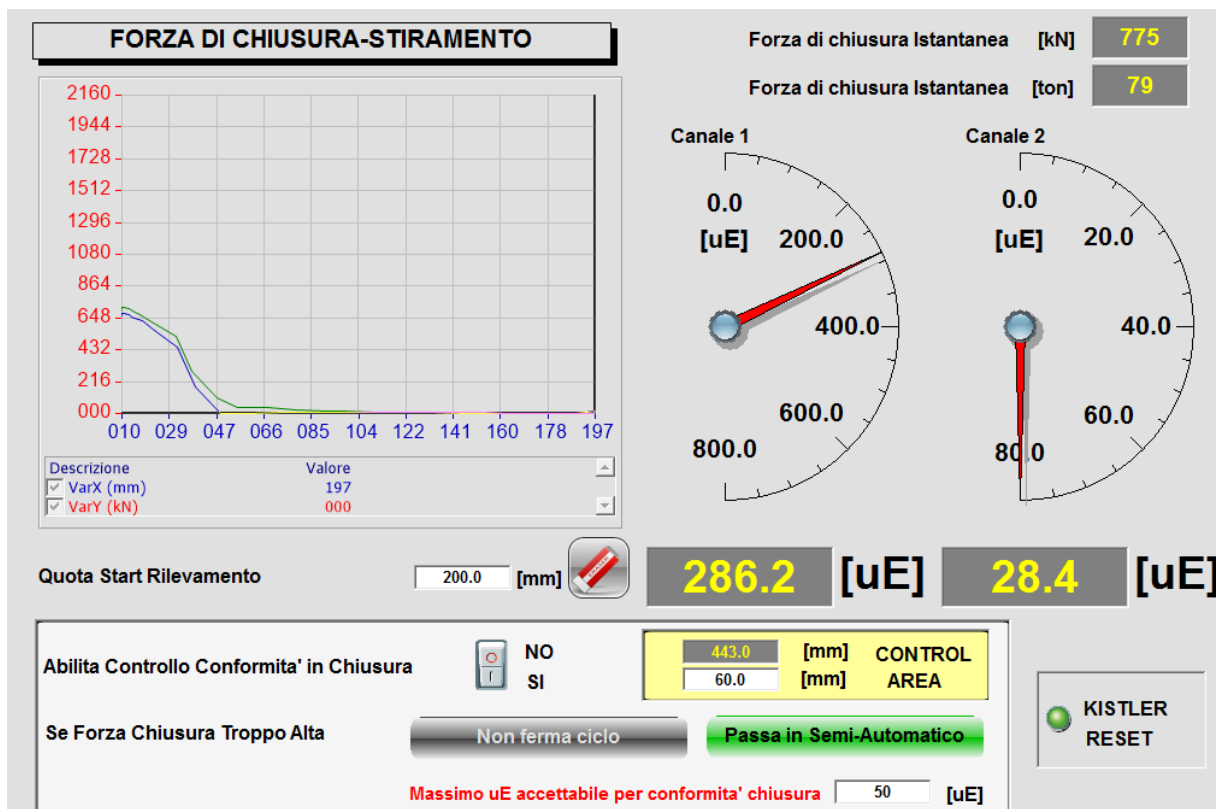 FORZA DI CHIUSURA-STIRAMENTO
Forza di chiusura Istantanea [kN] 775
Forza di chiusura Istantanea [ton] 79
2160
1944
1728
1512
1296
1080
864
648
432
216
000
010 029 047 066 085 104 122 141 160 178 197
Descrizione Valore
VarX (mm) 197
VarY (kN) 000
Canale 1
0.0
[uE]
200.0
400.0
600.0
800.0
Canale 2
0.0
[uE]
20.0
40.0
60.0
80.0
Quota Start Rilevamento 200.0 [mm]
286.2 [uE] 28.4 [uE]
Abilita Controllo Conformita' in Chiusura
NO
SI
443.0 [mm] CONTROL
60.0 [mm] AREA
Se Forza Chiusura Troppo Alta Non ferma ciclo Passa in Semi-Automatico
KISTLER
RESET
Massimo uE accettabile per conformita' chiusura 50 [uE]